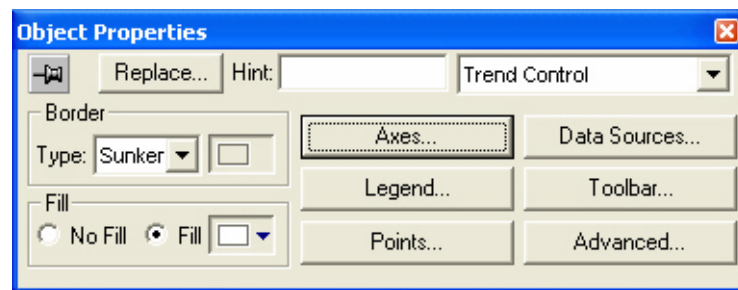 Object Properties
Replace... Hint: Trend Control
Border
Type: Sunker
Axes... Data Sources...
Legend... Toolbar...
Fill
No Fill Fill
Points... Advanced...